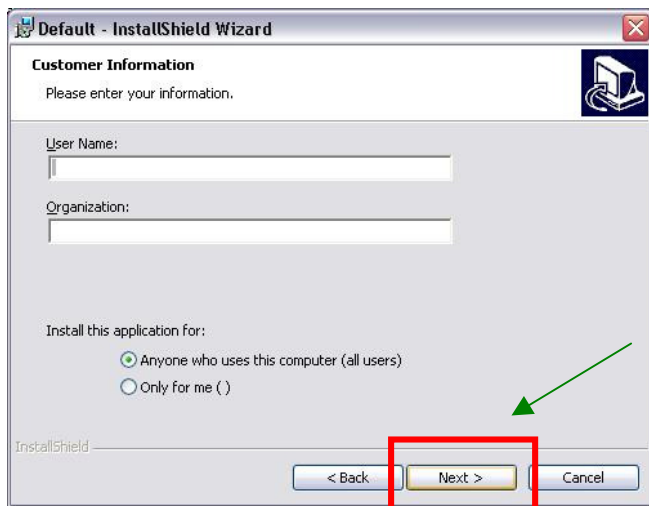 Default - InstallShield Wizard
Customer Information
Please enter your information.
User Name:
Organization:
Install this application for:
Anyone who uses this computer (all users)
Only for me ( )
InstallShield
< Back Next > Cancel